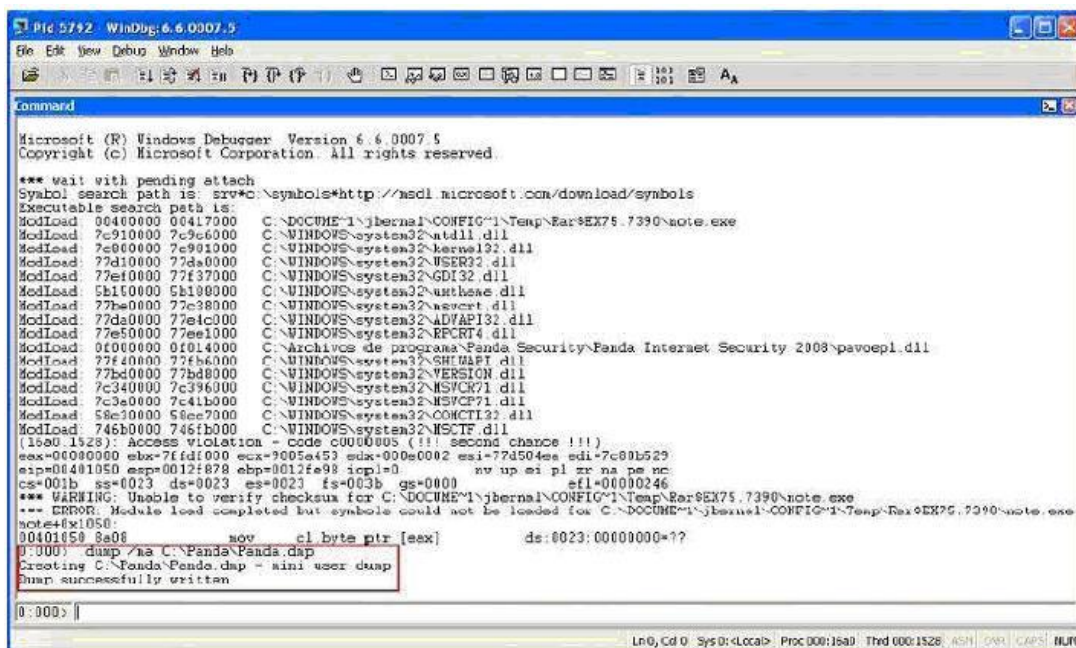 Pid 5792 WinDbg:6.6.0007.5
File Edit View Debug Window Help
Command
Microsoft (R) Windows Debugger Version 6.6.0007.5
Copyright (c) Microsoft Corporation. All rights reserved.
*** wait with pending attach
Symbol search path is: srv*c:\symbols*http://msdl.microsoft.com/download/symbols
Executable search path is:
ModLoad: 00400000 00417000 C:\DOCUME~1\jbernal\CONFIG~1\Temp\Rar$EX75.7390\note.exe
ModLoad: 7c910000 7c9c6000 C:\WINDOWS\system32\ntdll.dll
ModLoad: 7c800000 7c901000 C:\WINDOWS\system32\kernel32.dll
ModLoad: 77d10000 77da0000 C:\WINDOWS\system32\USER32.dll
ModLoad: 77ef0000 77f37000 C:\WINDOWS\system32\GDI32.dll
ModLoad: 5b150000 5b188000 C:\WINDOWS\system32\uxtheme.dll
ModLoad: 77be0000 77c38000 C:\WINDOWS\system32\msvcrt.dll
ModLoad: 77da0000 77e4c000 C:\WINDOWS\system32\ADVAPI32.dll
ModLoad: 77e50000 77ee1000 C:\WINDOWS\system32\RPCRT4.dll
ModLoad: 0f000000 0f014000 C:\Archivos de programa\Panda Security\Panda Internet Security 2008\pavoepl.dll
ModLoad: 77f40000 77fb6000 C:\WINDOWS\system32\SHLWAPI.dll
ModLoad: 77bd0000 77bd8000 C:\WINDOWS\system32\VERSION.dll
ModLoad: 7c340000 7c396000 C:\WINDOWS\system32\MSVCR71.dll
ModLoad: 7c3a0000 7c41b000 C:\WINDOWS\system32\MSVCP71.dll
ModLoad: 58c30000 58cc7000 C:\WINDOWS\system32\COMCTL32.dll
ModLoad: 746b0000 746fb000 C:\WINDOWS\system32\MSCTF.dll
(16a0.1528): Access violation - code c0000005 (!!! second chance !!!)
eax=00000000 ebx=7ffdf000 ecx=9005a453 edx=000e0002 esi=77d504ea edi=7c80b529
eip=00401050 esp=0012f878 ebp=0012fe98 iopl=0 nv up ei pl zr na pe nc
cs=001b ss=0023 ds=0023 es=0023 fs=003b gs=0000 efl=00000246
*** WARNING: Unable to verify checksum for C:\DOCUME~1\jbernal\CONFIG~1\Temp\Rar$EX75.7390\note.exe
*** ERROR: Module load completed but symbols could not be loaded for C:\DOCUME~1\jbernal\CONFIG~1\Temp\Rar$EX75.7390\note.exe
note+0x1050:
00401050 8a08 mov cl,byte ptr [eax] ds:0023:00000000=??
0:000> .dump /ma C:\Panda\Panda.dmp
Creating C:\Panda\Panda.dmp - mini user dump
Dump successfully written
0:000>
Ln 0, Col 0 Sys 0:<Local> Proc 000:16a0 Thrd 000:1528 ASM OVR CAPS NUM